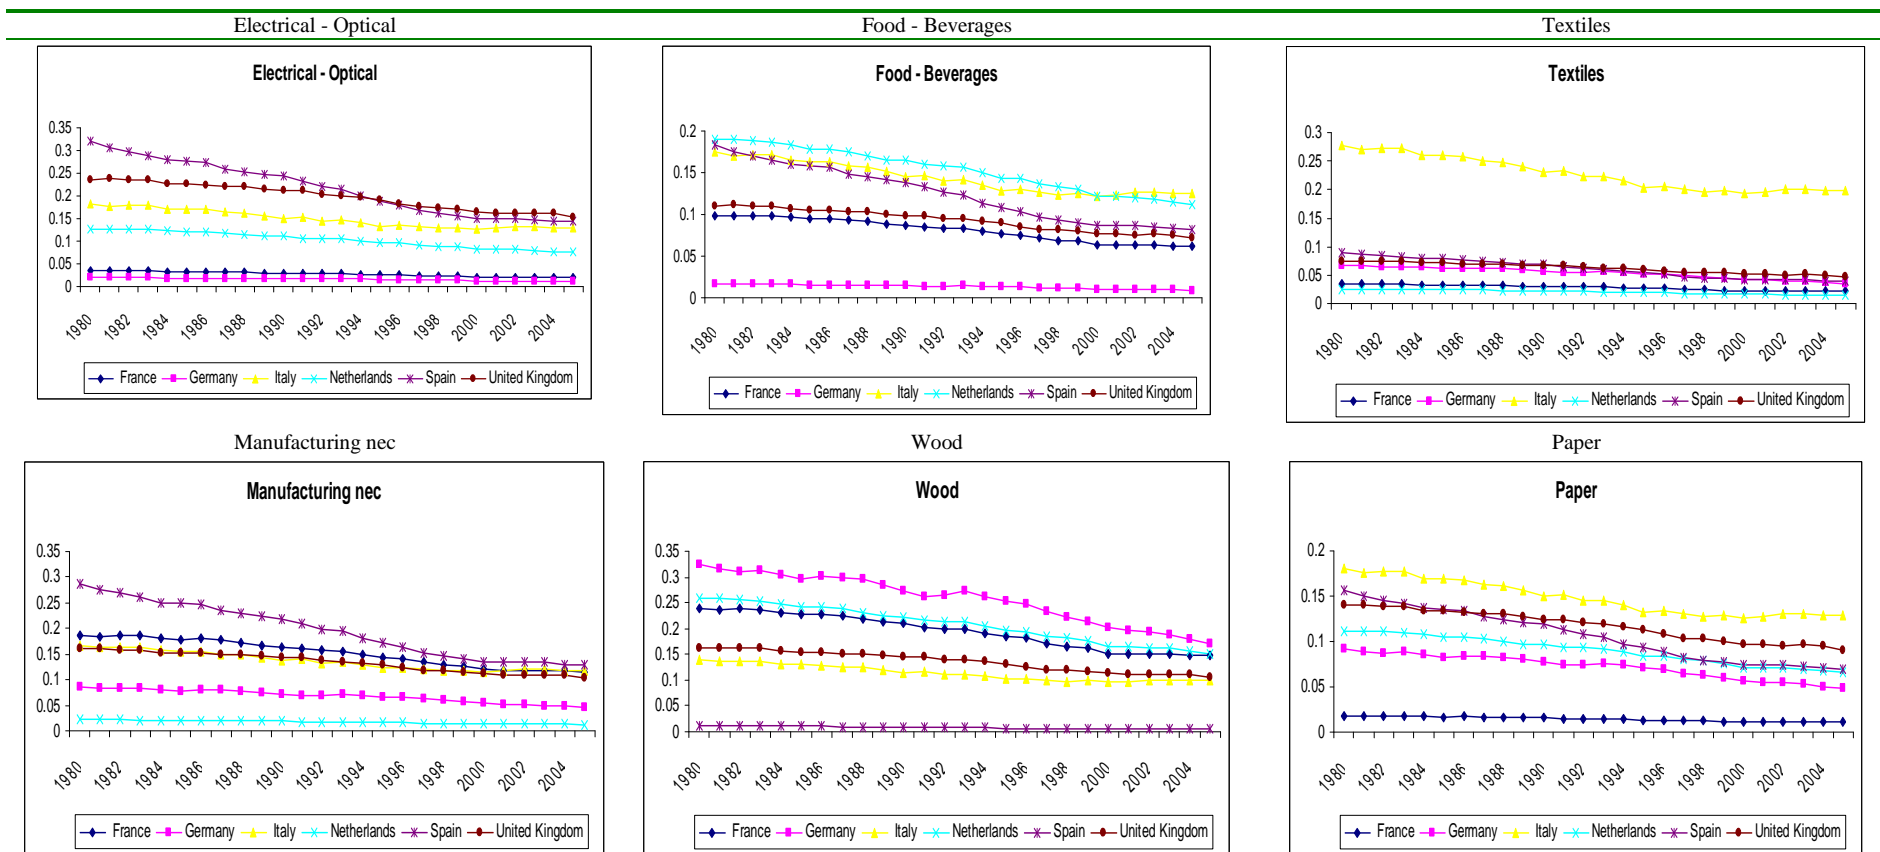 Electrical - Optical Food - Beverages Textiles
Electrical - Optical
0.35
0.3
0.25
0.2
0.15
0.1
0.05
0
1980 1982 1984 1986 1988 1990 1992 1994 1996 1998 2000 2002 2004
France Germany Italy Netherlands Spain United Kingdom
Food - Beverages
0.2
0.15
0.1
0.05
0
1980 1982 1984 1986 1988 1990 1992 1994 1996 1998 2000 2002 2004
France Germany Italy Netherlands Spain United Kingdom
Textiles
0.3
0.25
0.2
0.15
0.1
0.05
0
1980 1982 1984 1986 1988 1990 1992 1994 1996 1998 2000 2002 2004
France Germany Italy Netherlands Spain United Kingdom
Manufacturing nec Wood Paper
Manufacturing nec
0.35
0.3
0.25
0.2
0.15
0.1
0.05
0
1980 1982 1984 1986 1988 1990 1992 1994 1996 1998 2000 2002 2004
France Germany Italy Netherlands Spain United Kingdom
Wood
0.35
0.3
0.25
0.2
0.15
0.1
0.05
0
1980 1982 1984 1986 1988 1990 1992 1994 1996 1998 2000 2002 2004
France Germany Italy Netherlands Spain United Kingdom
Paper
0.2
0.15
0.1
0.05
0
1980 1982 1984 1986 1988 1990 1992 1994 1996 1998 2000 2002 2004
France Germany Italy Netherlands Spain United Kingdom